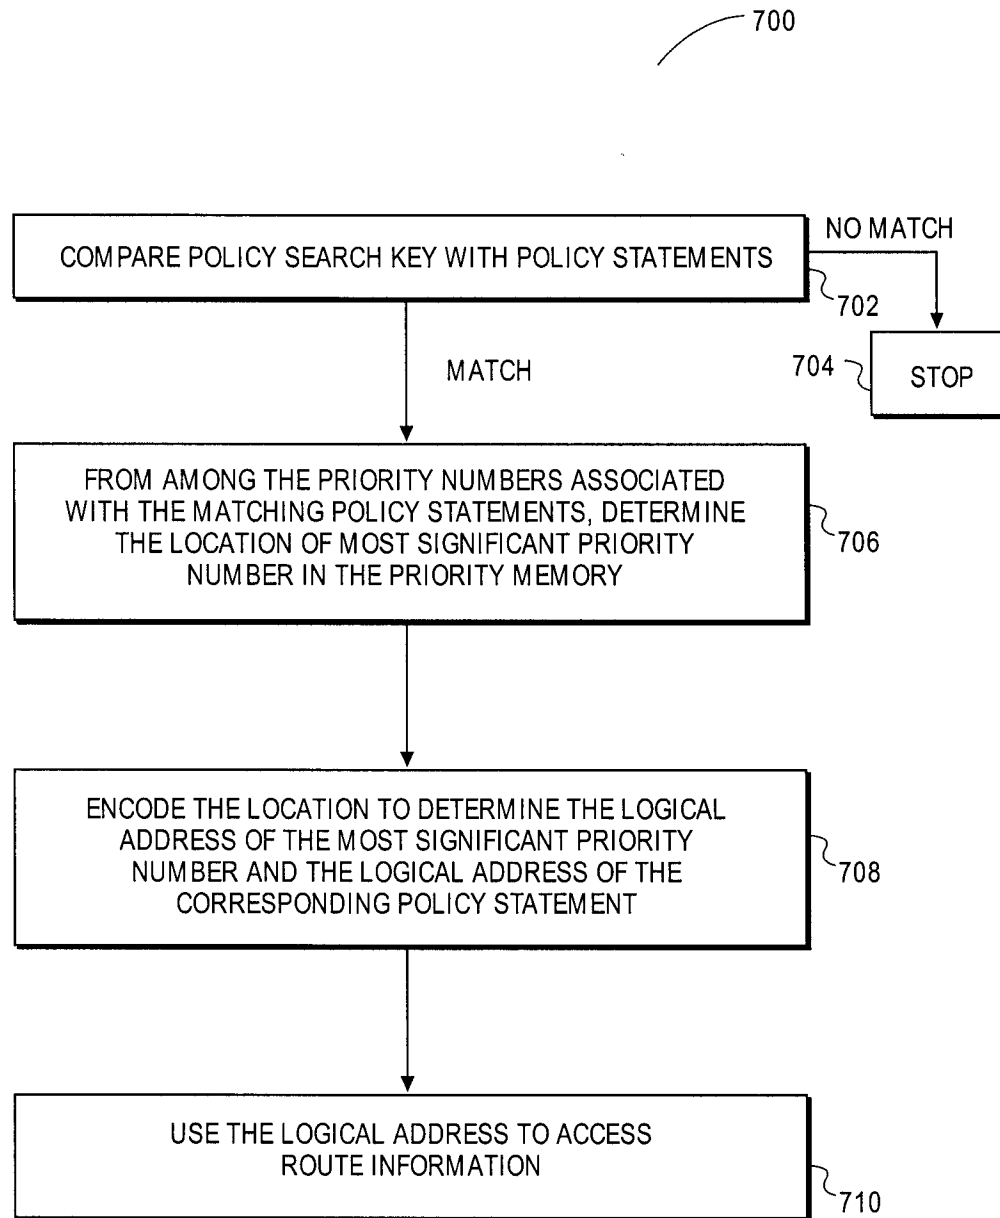 700
COMPARE POLICY SEARCH KEY WITH POLICY STATEMENTS
NO MATCH
702
704
STOP
MATCH
FROM AMONG THE PRIORITY NUMBERS ASSOCIATED
WITH THE MATCHING POLICY STATEMENTS, DETERMINE
THE LOCATION OF MOST SIGNIFICANT PRIORITY
NUMBER IN THE PRIORITY MEMORY
706
ENCODE THE LOCATION TO DETERMINE THE LOGICAL
ADDRESS OF THE MOST SIGNIFICANT PRIORITY
NUMBER AND THE LOGICAL ADDRESS OF THE
CORRESPONDING POLICY STATEMENT
708
USE THE LOGICAL ADDRESS TO ACCESS
ROUTE INFORMATION
710